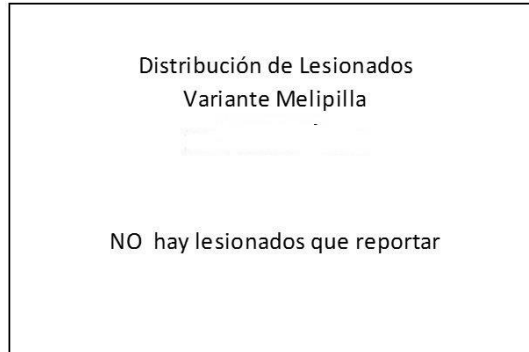 Distribución de Lesionados
Variante Melipilla
NO hay lesionados que reportar